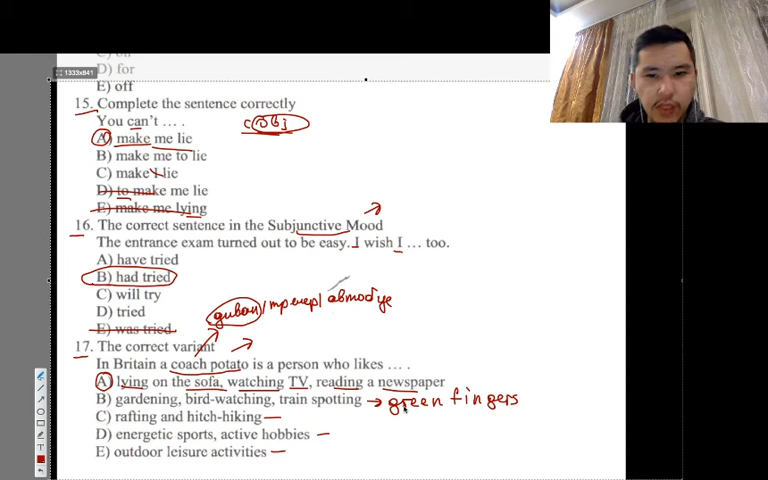 C) on
D) for
1333x841
E) off
15. Complete the sentence correctly
You can't ... .
c obj
A) make me lie
B) make me to lie
C) make I lie
D) to make me lie
E) make me lying
16. The correct sentence in the Subjunctive Mood
The entrance exam turned out to be easy. I wish I ... too.
A) have tried
B) had tried
C) will try
диван/тренер/автобус
D) tried
E) was tried
17. The correct variant
In Britain a coach potato is a person who likes ... .
A) lying on the sofa, watching TV, reading a newspaper
B) gardening, bird-watching, train spotting → green fingers
C) rafting and hitch-hiking
D) energetic sports, active hobbies
E) outdoor leisure activities